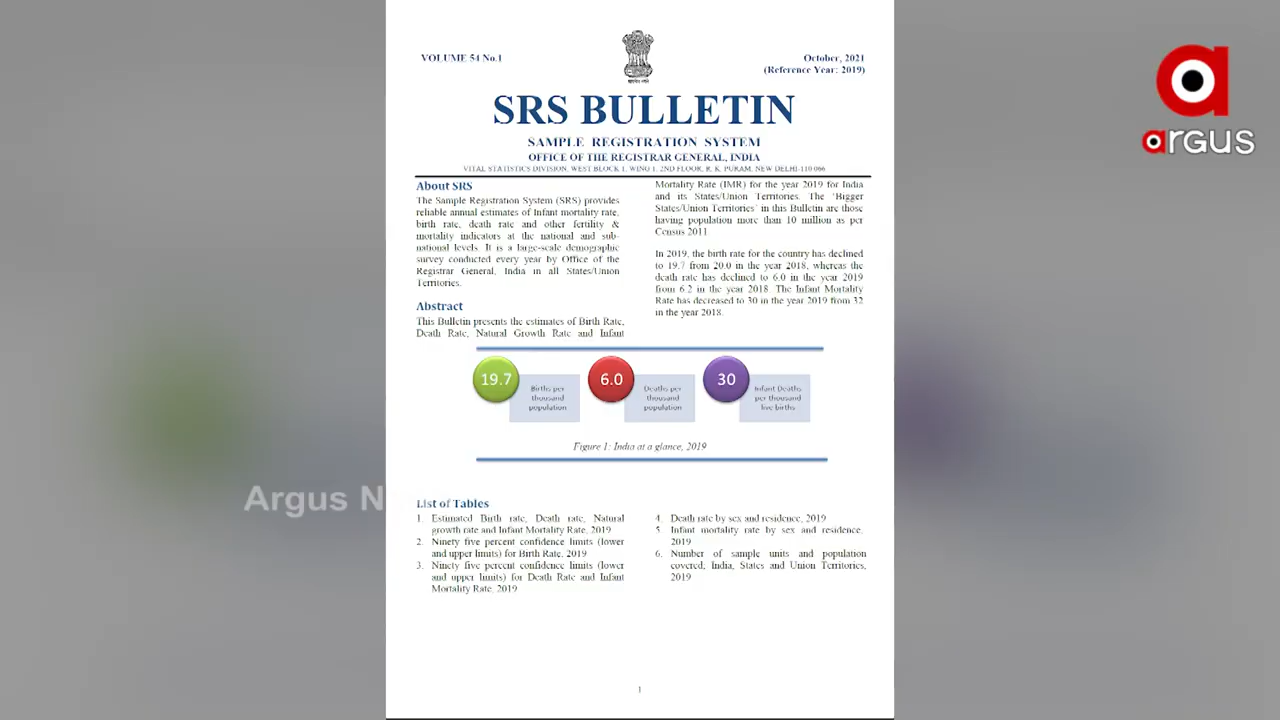 VOLUME 54 No.1
October, 2021
(Reference Year: 2019)
सत्यमेव जयते
SRS BULLETIN
SAMPLE REGISTRATION SYSTEM
OFFICE OF THE REGISTRAR GENERAL, INDIA
VITAL STATISTICS DIVISION, WEST BLOCK 1, WING 1, 2ND FLOOR, R. K. PURAM, NEW DELHI-110 066
About SRS
The Sample Registration System (SRS) provides
reliable annual estimates of Infant mortality rate,
birth rate, death rate and other fertility &
mortality indicators at the national and sub-
national levels. It is a large-scale demographic
survey conducted every year by Office of the
Registrar General, India in all States/Union
Territories.
Abstract
This Bulletin presents the estimates of Birth Rate,
Death Rate, Natural Growth Rate and Infant
Mortality Rate (IMR) for the year 2019 for India
and its States/Union Territories. The 'Bigger
States/Union Territories' in this Bulletin are those
having population more than 10 million as per
Census 2011.
In 2019, the birth rate for the country has declined
to 19.7 from 20.0 in the year 2018, whereas the
death rate has declined to 6.0 in the year 2019
from 6.2 in the year 2018. The Infant Mortality
Rate has decreased to 30 in the year 2019 from 32
in the year 2018.
19.7
Births per
thousand
population
6.0
Deaths per
thousand
population
30
Infant Deaths
per thousand
live births
Figure 1: India at a glance, 2019
List of Tables
1. Estimated Birth rate, Death rate, Natural
growth rate and Infant Mortality Rate, 2019
2. Ninety five percent confidence limits (lower
and upper limits) for Birth Rate, 2019
3. Ninety five percent confidence limits (lower
and upper limits) for Death Rate and Infant
Mortality Rate, 2019
4. Death rate by sex and residence, 2019
5. Infant mortality rate by sex and residence,
2019
6. Number of sample units and population
covered; India, States and Union Territories,
2019
1
Argus N
argus